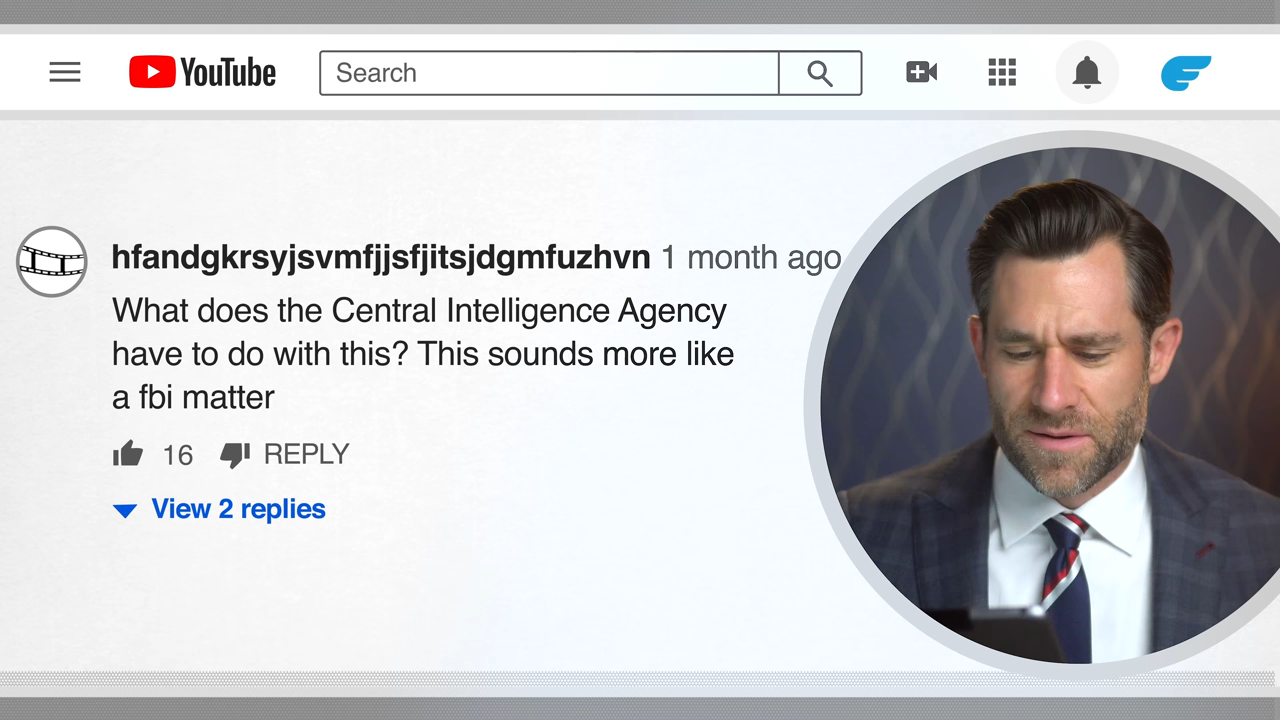 YouTube
Search
hfandgkrsyjsvmfjjsfjitsjdgmfuzhvn 1 month ago
What does the Central Intelligence Agency
have to do with this? This sounds more like
a fbi matter
16 REPLY
View 2 replies